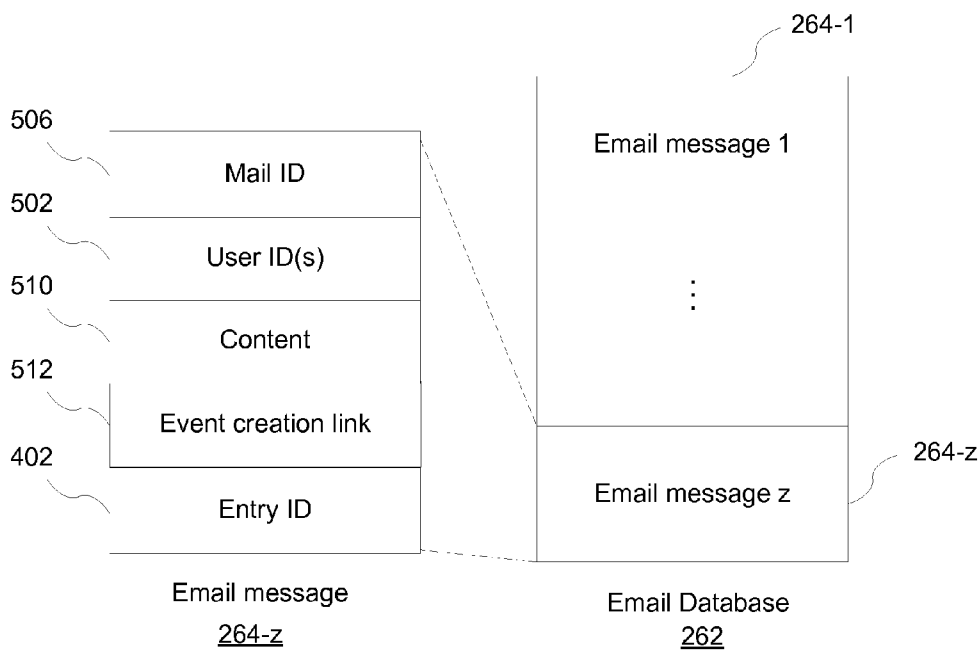 264-1
506
Mail ID
Email message 1
502
User ID(s)
510
Content
⋮
512
Event creation link
402
Entry ID
264-z
Email message z
Email message
264-z
Email Database
262